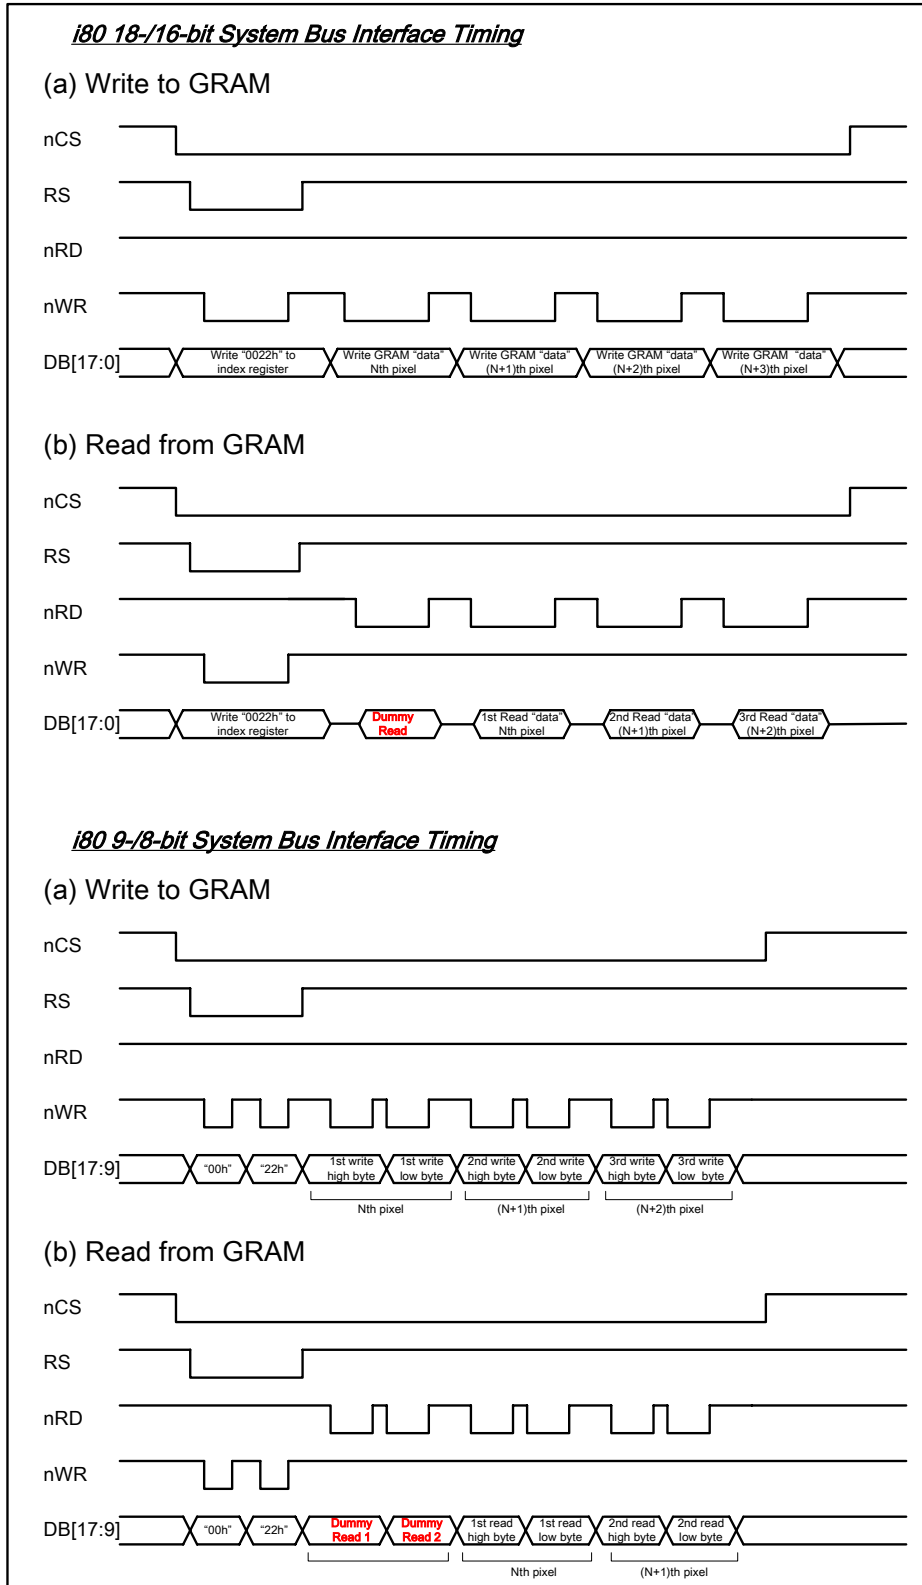 i80 18-/16-bit System Bus Interface Timing
(a) Write to GRAM
nCS
RS
nRD
nWR
DB[17:0]
Write “0022h” to
index register
Write GRAM “data”
Nth pixel
Write GRAM “data”
(N+1)th pixel
Write GRAM “data”
(N+2)th pixel
Write GRAM “data”
(N+3)th pixel
(b) Read from GRAM
nCS
RS
nRD
nWR
DB[17:0]
Write “0022h” to
index register
Dummy
Read
1st Read “data”
Nth pixel
2nd Read “data”
(N+1)th pixel
3rd Read “data”
(N+2)th pixel
i80 9-/8-bit System Bus Interface Timing
(a) Write to GRAM
nCS
RS
nRD
nWR
DB[17:9]
“00h”
“22h”
1st write
high byte
1st write
low byte
2nd write
high byte
2nd write
low byte
3rd write
high byte
3rd write
low byte
Nth pixel
(N+1)th pixel
(N+2)th pixel
(b) Read from GRAM
nCS
RS
nRD
nWR
DB[17:9]
“00h”
“22h”
Dummy
Read 1
Dummy
Read 2
1st read
high byte
1st read
low byte
2nd read
high byte
2nd read
low byte
Nth pixel
(N+1)th pixel